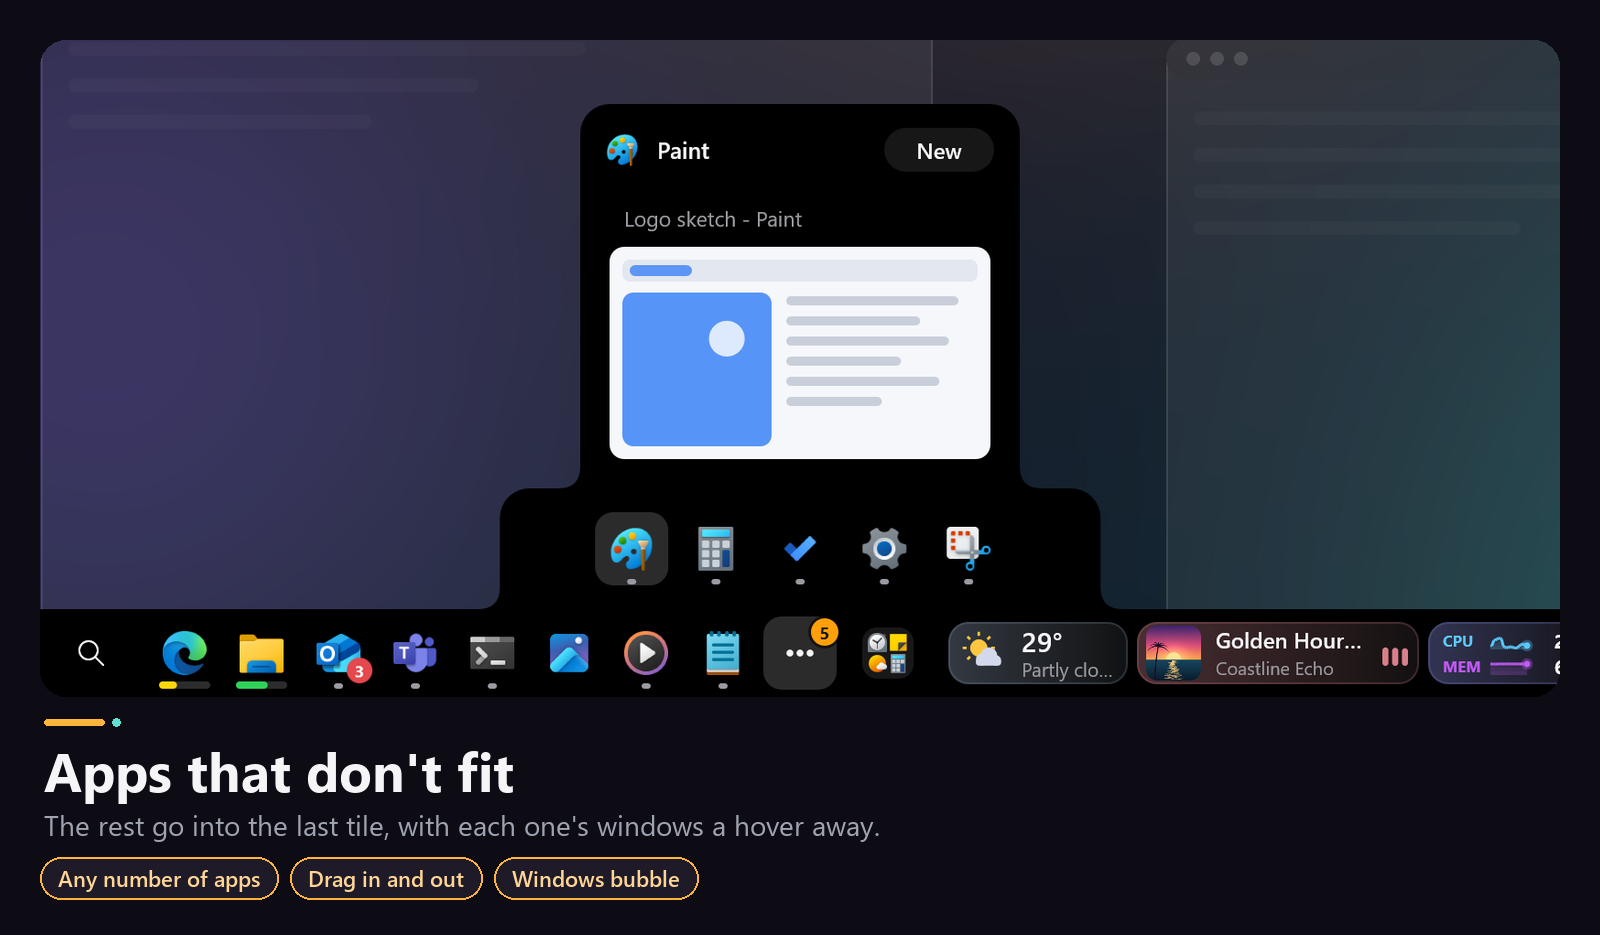 Paint
New
Logo sketch - Paint
3
T
5
29°
Partly clo...
Golden Hour...
Coastline Echo
CPU
MEM
Apps that don't fit
The rest go into the last tile, with each one's windows a hover away.
Any number of apps
Drag in and out
Windows bubble